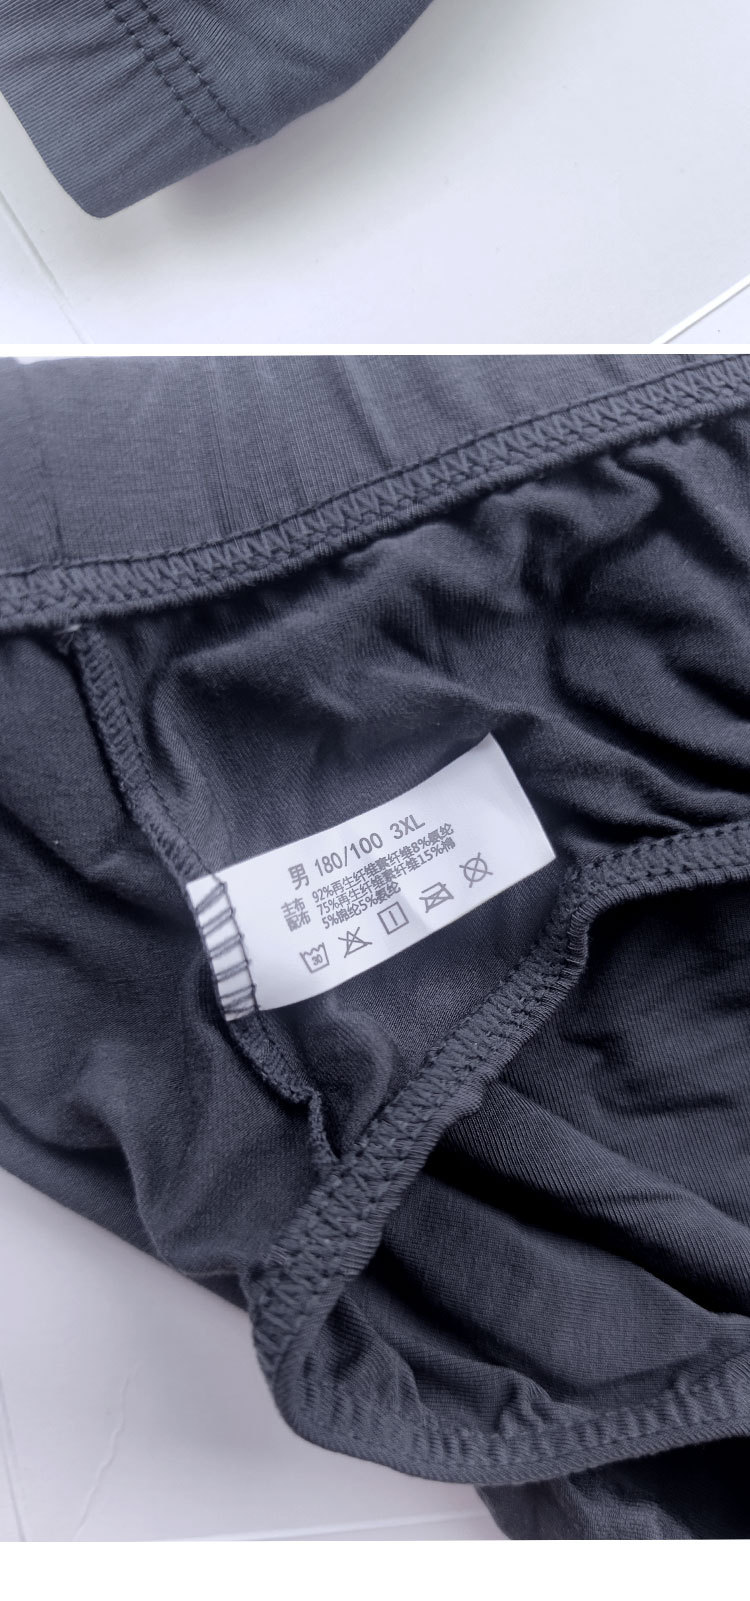 男 180/100 3XL
主布 92%再生纤维素纤维8%氨纶
配布 75%再生纤维素纤维15%棉
5%锦纶5%氨纶
30